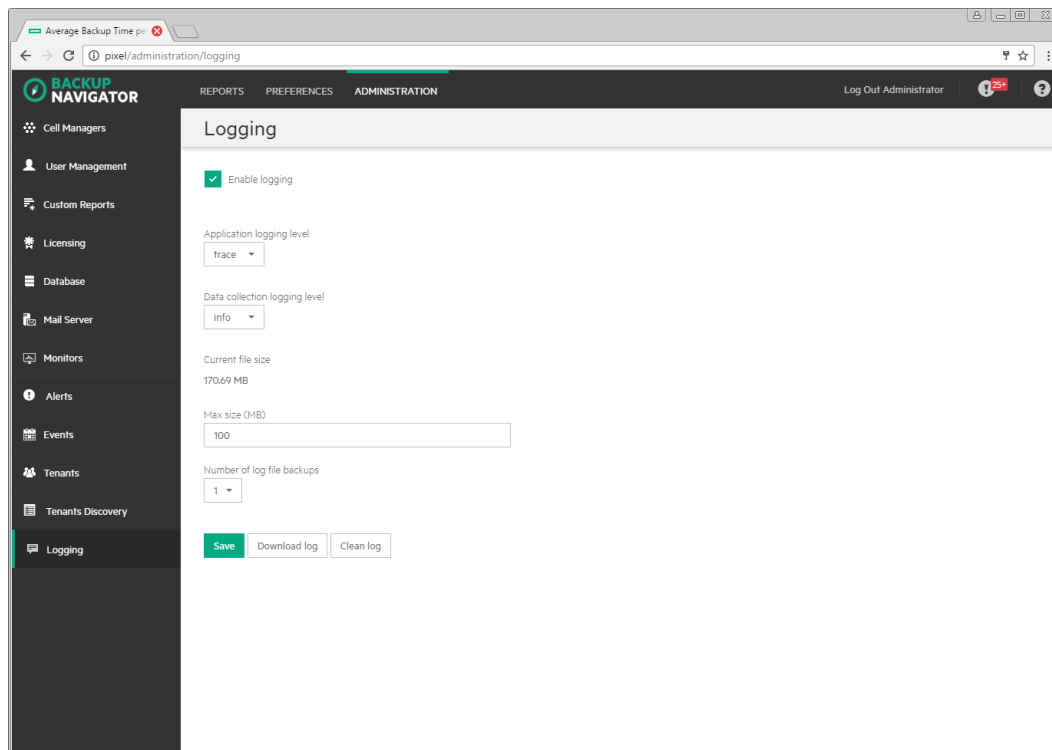 Average Backup Time pe
pixel/administration/logging
BACKUP
NAVIGATOR
REPORTS PREFERENCES ADMINISTRATION Log Out Administrator 25+
Cell Managers
User Management
Custom Reports
Licensing
Database
Mail Server
Monitors
Alerts
Events
Tenants
Tenants Discovery
Logging
Logging
Enable logging
Application logging level
trace
Data collection logging level
info
Current file size
170.69 MB
Max size (MB)
100
Number of log file backups
1
Save Download log Clean log